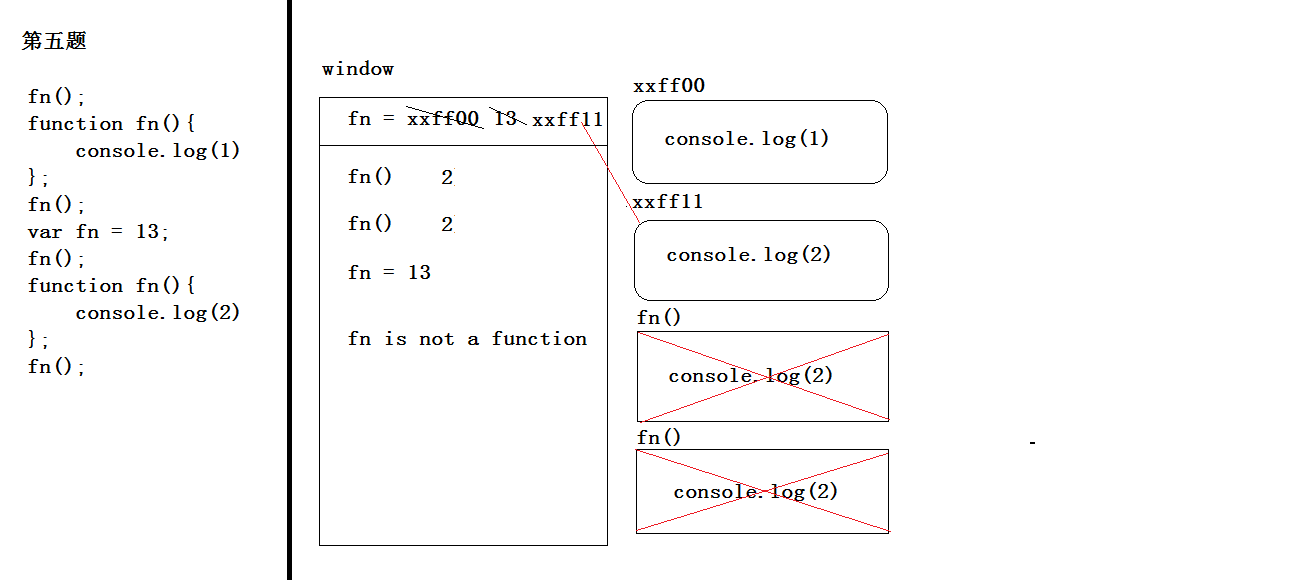 第五题
fn();
function fn(){
console.log(1)
};
fn();
var fn = 13;
fn();
function fn(){
console.log(2)
};
fn();
window
fn = xxff00 13 xxff11
fn() 2
fn() 2
fn = 13
fn is not a function
xxff00
console.log(1)
xxff11
console.log(2)
fn()
console.log(2)
fn()
console.log(2)